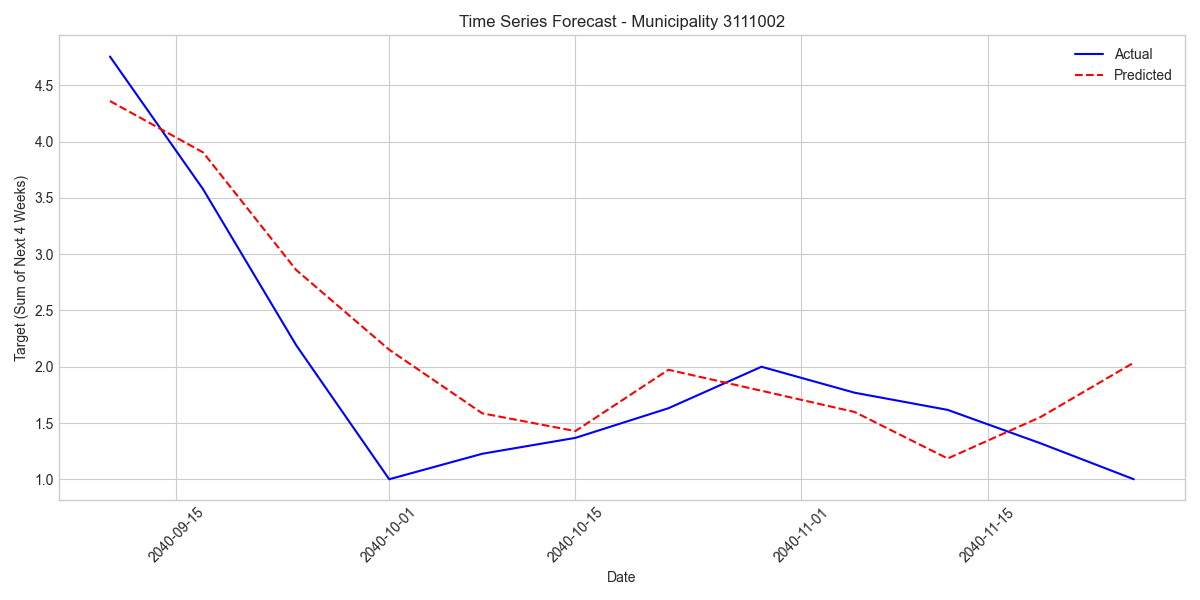 Time Series Forecast - Municipality 3111002
Actual
Predicted
4.5
4.0
3.5
3.0
2.5
2.0
1.5
1.0
Target (Sum of Next 4 Weeks)
2040-09-15
2040-10-01
2040-10-15
2040-11-01
2040-11-15
Date